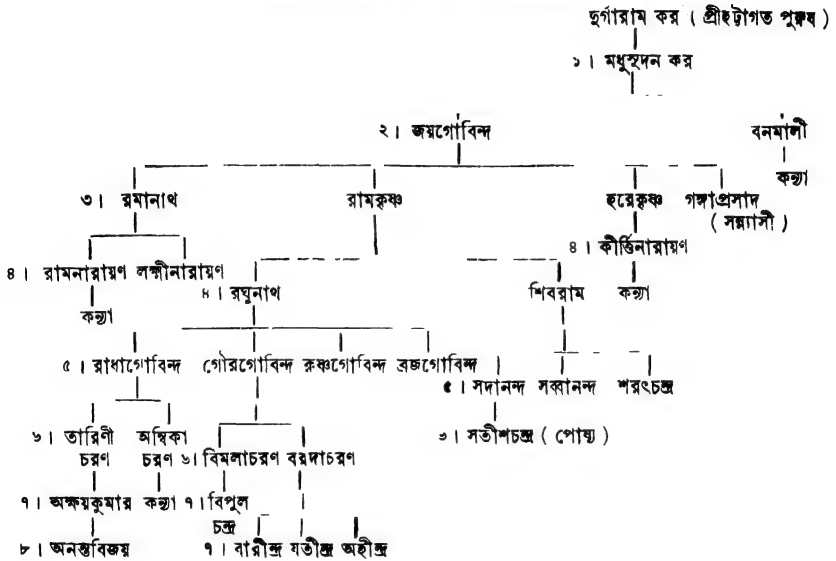 দুর্গারাম কর ( শ্রীহট্টাগত পুরুষ )
১। মধুসূদন কর
২। জয়গোবিন্দ বনমালী
কন্যা
৩। রমানাথ রামকৃষ্ণ হরেকৃষ্ণ গঙ্গাপ্রসাদ
( সন্ন্যাসী )
৪। রামনারায়ণ লক্ষ্মীনারায়ণ ৪। কীর্ত্তিনারায়ণ
৪। রঘুনাথ শিবরাম কন্যা
কন্যা
৫। রাধাগোবিন্দ গৌরগোবিন্দ কৃষ্ণগোবিন্দ ব্রজগোবিন্দ
৫। সদানন্দ সর্ব্বানন্দ শরৎচন্দ্র
৬। তারিণী অম্বিকা ৬। সতীশচন্দ্র ( পোষ্য )
চরণ চরণ ৬। বিমলাচরণ বরদাচরণ
৭। অক্ষয়কুমার কন্যা ৭। বিপুল
চন্দ্র
৮। অনন্তবিজয় ৭। বারীন্দ্র যতীন্দ্র অহীন্দ্র